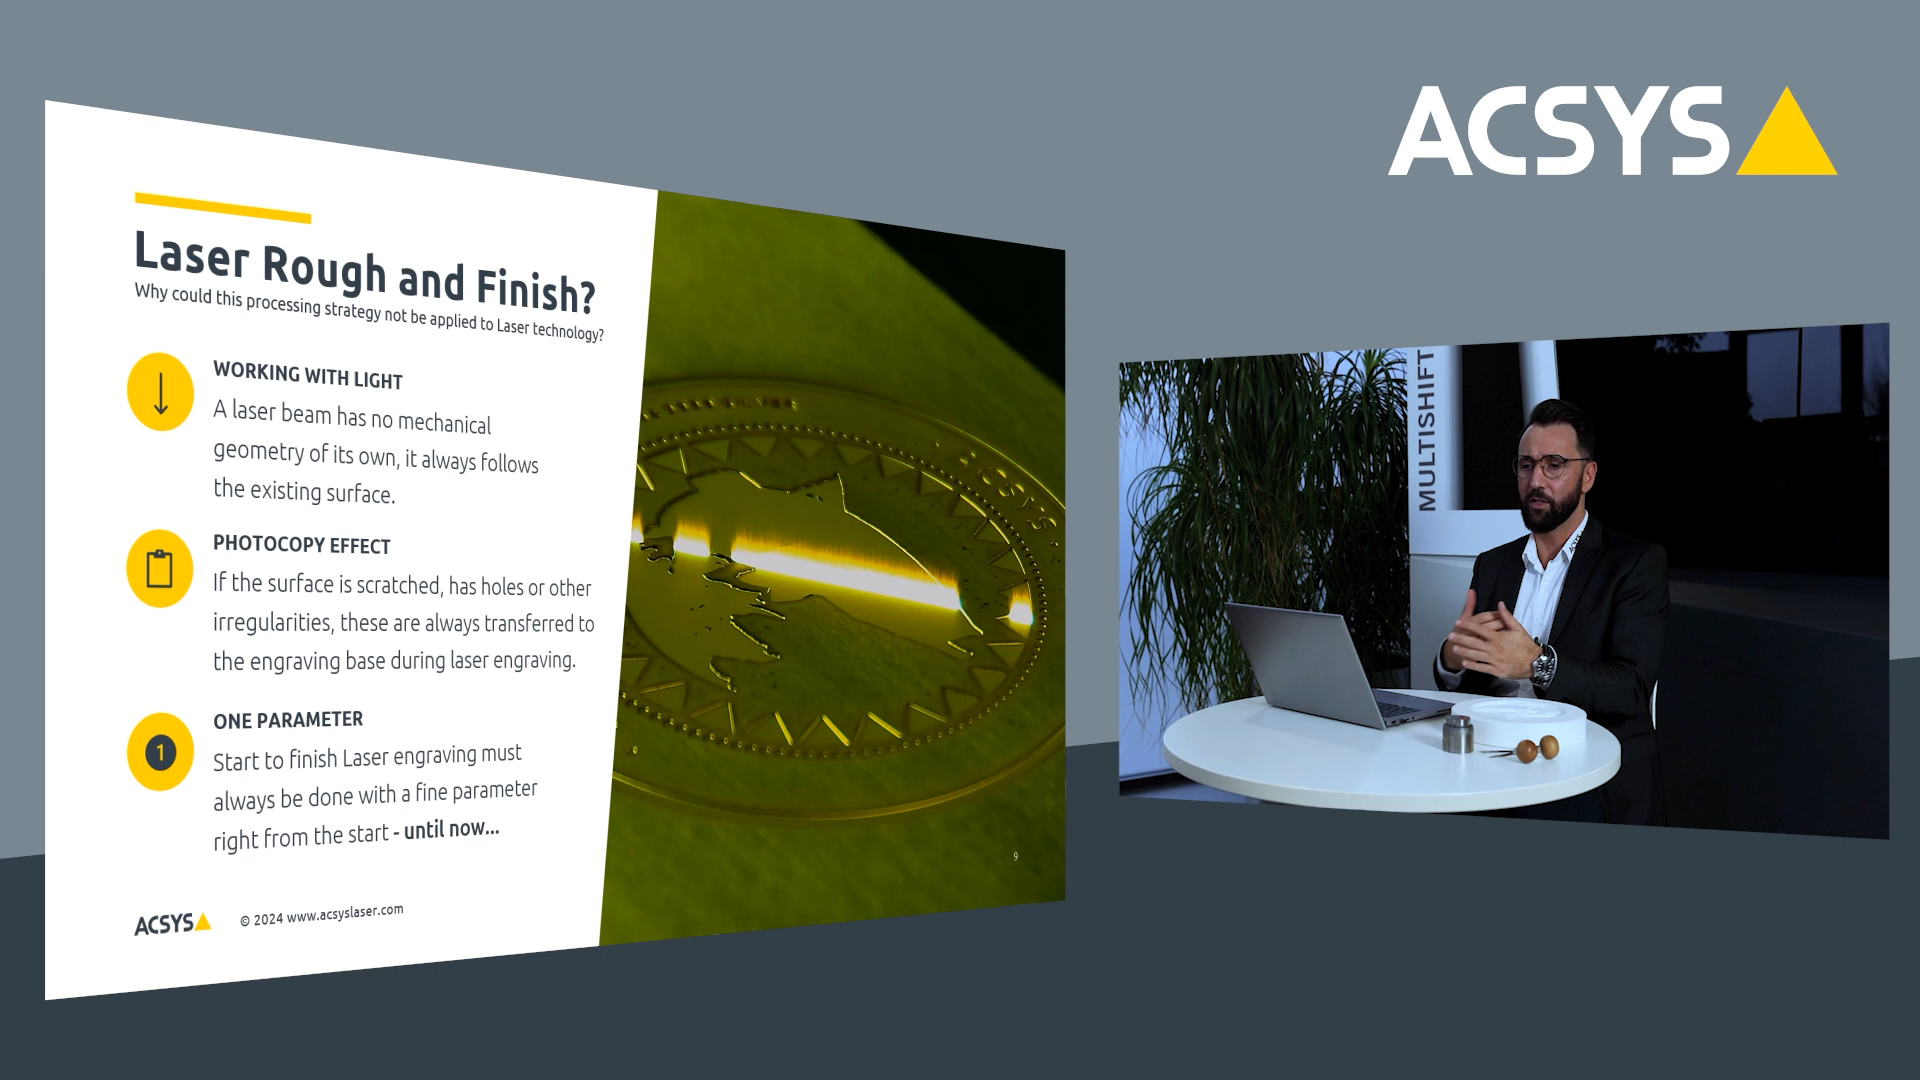 ACSYS
Laser Rough and Finish?
Why could this processing strategy not be applied to Laser technology?
WORKING WITH LIGHT
A laser beam has no mechanical
geometry of its own, it always follows
the existing surface.
PHOTOCOPY EFFECT
If the surface is scratched, has holes or other
irregularities, these are always transferred to
the engraving base during laser engraving.
1
ONE PARAMETER
Start to finish Laser engraving must
always be done with a fine parameter
right from the start - until now...
ACSYS
© 2024 www.acsyslaser.com
SILVER
ACSYS
9
MULTISHIFT
ACSYS